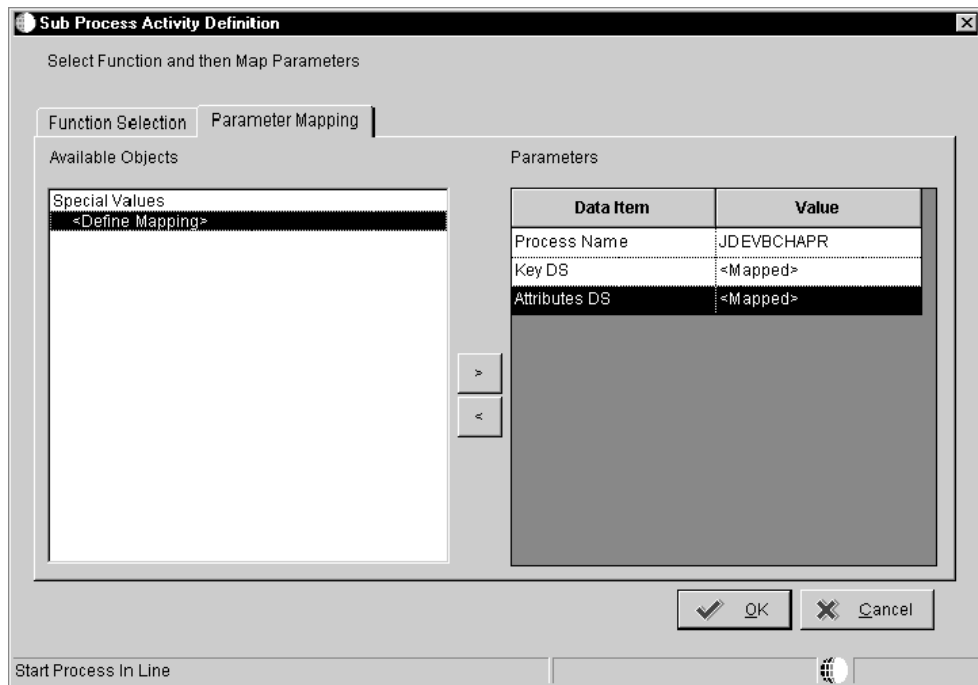 Sub Process Activity Definition
Select Function and then Map Parameters
Function Selection
Parameter Mapping
Available Objects
Special Values
<Define Mapping>
>
<
Parameters
Data Item Value
Process Name JDEVBCHAPR
Key DS <Mapped>
Attributes DS <Mapped>
OK
Cancel
Start Process In Line